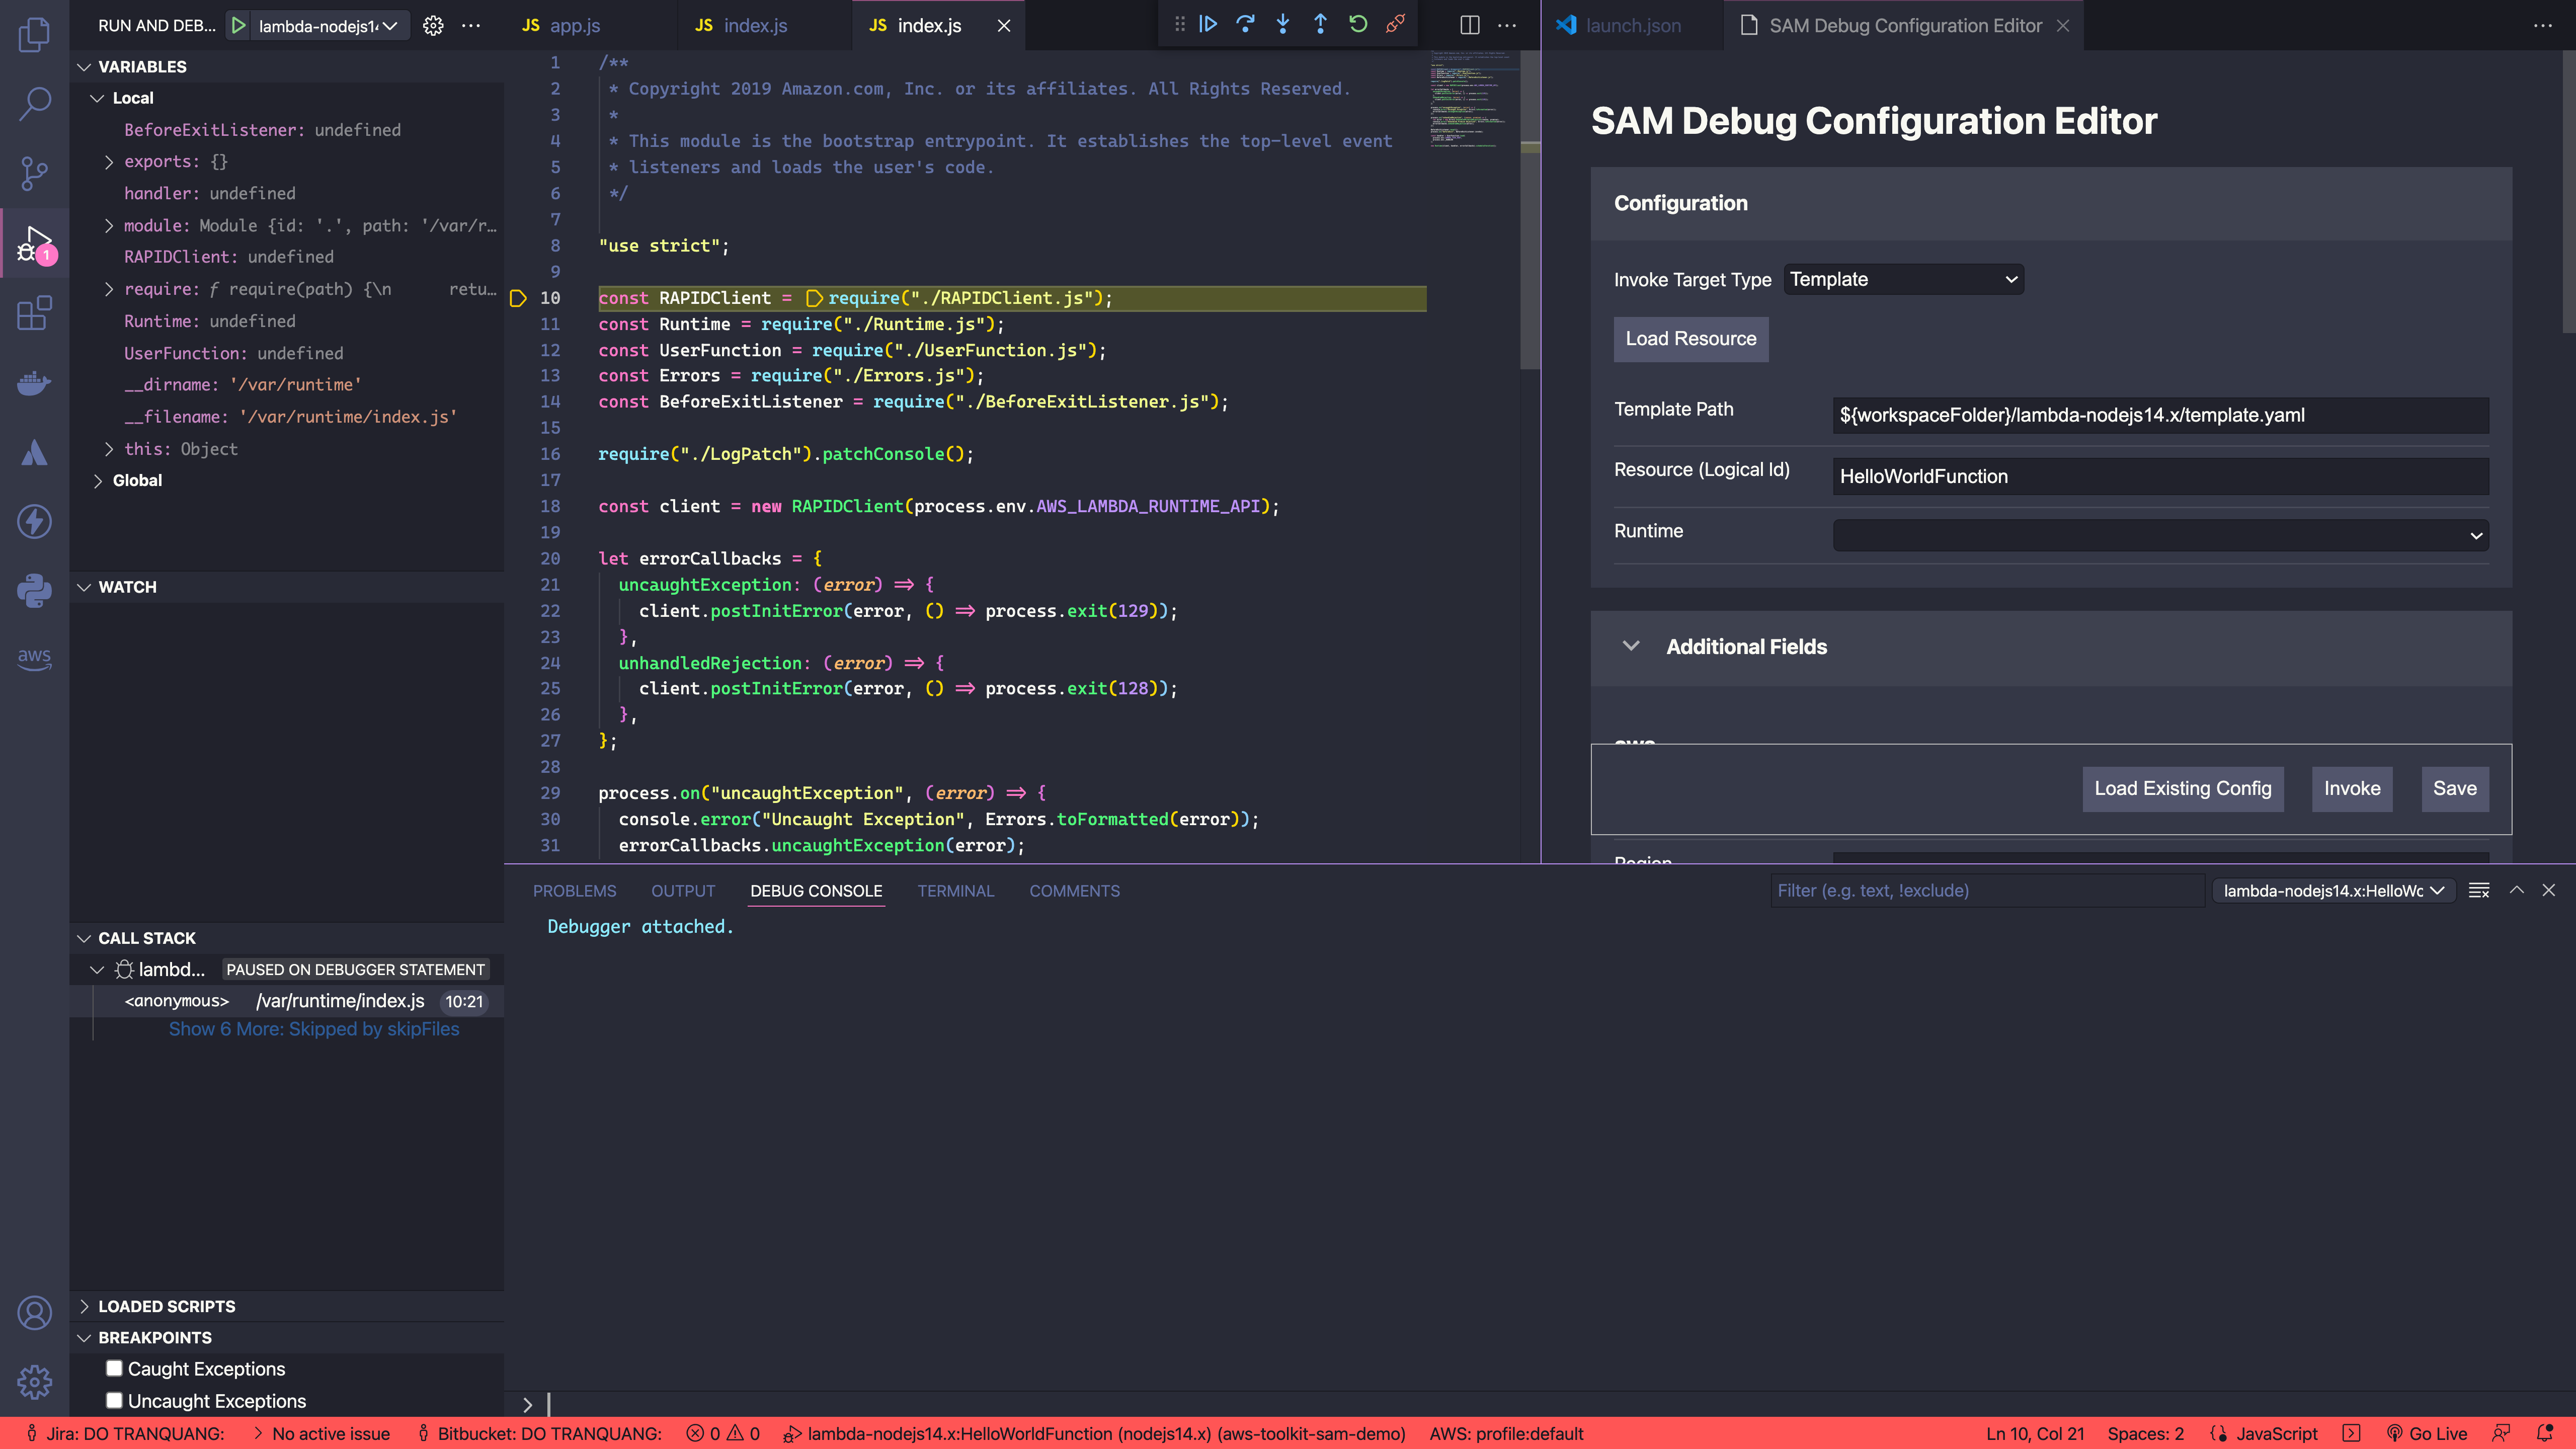 RUN AND DEB...
lambda-nodejs14
VARIABLES
Local
BeforeExitListener: undefined
exports: {}
handler: undefined
module: Module {id: '.', path: '/var/r...
RAPIDClient: undefined
require: ƒ require(path) {\n      retu...
Runtime: undefined
UserFunction: undefined
__dirname: '/var/runtime'
__filename: '/var/runtime/index.js'
this: Object
Global
WATCH
CALL STACK
lambd... PAUSED ON DEBUGGER STATEMENT
<anonymous> /var/runtime/index.js 10:21
Show 6 More: Skipped by skipFiles
LOADED SCRIPTS
BREAKPOINTS
Caught Exceptions
Uncaught Exceptions
1
aws
JS app.js JS index.js JS index.js
1 /**
2  * Copyright 2019 Amazon.com, Inc. or its affiliates. All Rights Reserved.
3  *
4  * This module is the bootstrap entrypoint. It establishes the top-level event
5  * listeners and loads the user's code.
6  */
7
8 "use strict";
9
10 const RAPIDClient = require("./RAPIDClient.js");
11 const Runtime = require("./Runtime.js");
12 const UserFunction = require("./UserFunction.js");
13 const Errors = require("./Errors.js");
14 const BeforeExitListener = require("./BeforeExitListener.js");
15
16 require("./LogPatch").patchConsole();
17
18 const client = new RAPIDClient(process.env.AWS_LAMBDA_RUNTIME_API);
19
20 let errorCallbacks = {
21   uncaughtException: (error) => {
22     client.postInitError(error, () => process.exit(129));
23   },
24   unhandledRejection: (error) => {
25     client.postInitError(error, () => process.exit(128));
26   },
27 };
28
29 process.on("uncaughtException", (error) => {
30   console.error("Uncaught Exception", Errors.toFormatted(error));
31   errorCallbacks.uncaughtException(error);
launch.json SAM Debug Configuration Editor
SAM Debug Configuration Editor
Configuration
Invoke Target Type Template
Load Resource
Template Path ${workspaceFolder}/lambda-nodejs14.x/template.yaml
Resource (Logical Id) HelloWorldFunction
Runtime
Additional Fields
aws
Load Existing Config Invoke Save
Region
PROBLEMS OUTPUT DEBUG CONSOLE TERMINAL COMMENTS
Filter (e.g. text, !exclude) lambda-nodejs14.x:HelloWo
Debugger attached.
Jira: DO TRANQUANG: No active issue Bitbucket: DO TRANQUANG: 0 0 lambda-nodejs14.x:HelloWorldFunction (nodejs14.x) (aws-toolkit-sam-demo) AWS: profile:default Ln 10, Col 21 Spaces: 2 JavaScript Go Live